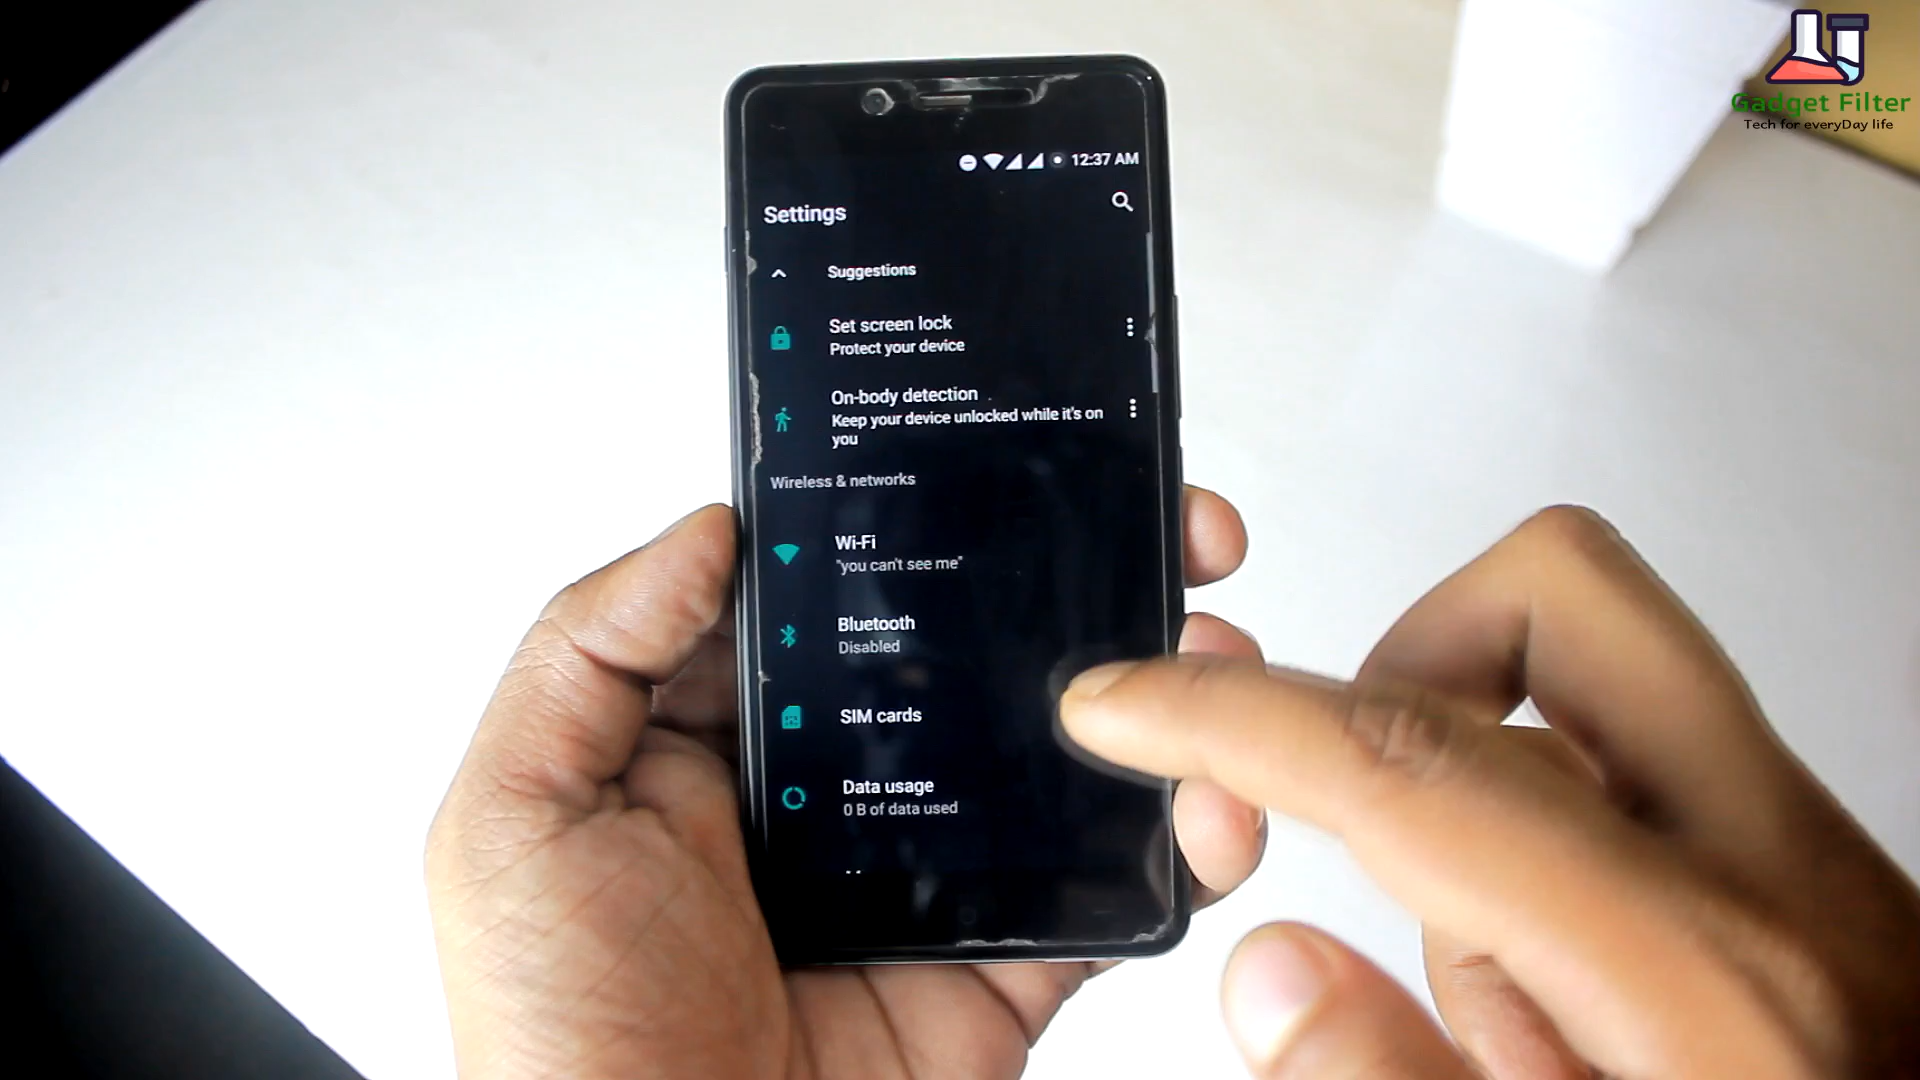 Gadget Filter
Tech for everyDay life
12:37 AM
Settings
Suggestions
Set screen lock
Protect your device
On-body detection
Keep your device unlocked while it's on
you
Wireless & networks
Wi-Fi
"you can't see me"
Bluetooth
Disabled
SIM cards
Data usage
0 B of data used